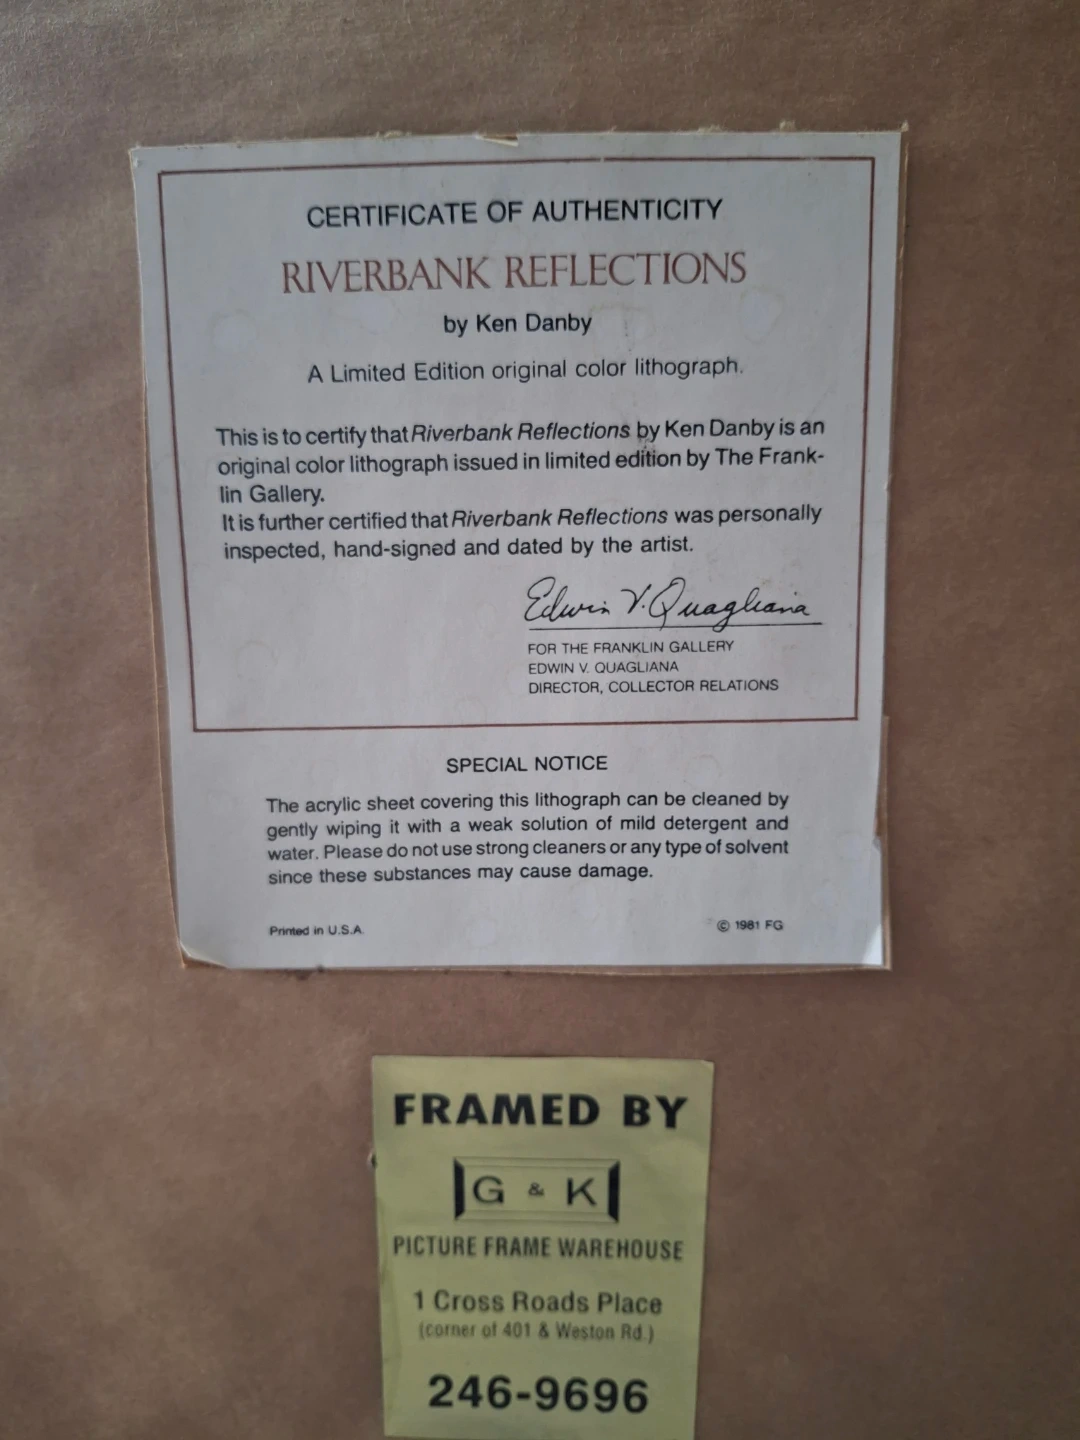 CERTIFICATE OF AUTHENTICITY
RIVERBANK REFLECTIONS
by Ken Danby
A Limited Edition original color lithograph.
This is to certify that Riverbank Reflections by Ken Danby is an
original color lithograph issued in limited edition by The Frank-
lin Gallery.
It is further certified that Riverbank Reflections was personally
inspected, hand-signed and dated by the artist.
Edwin V. Quagliana
FOR THE FRANKLIN GALLERY
EDWIN V. QUAGLIANA
DIRECTOR, COLLECTOR RELATIONS
SPECIAL NOTICE
The acrylic sheet covering this lithograph can be cleaned by
gently wiping it with a weak solution of mild detergent and
water. Please do not use strong cleaners or any type of solvent
since these substances may cause damage.
Printed in U.S.A. © 1981 FG
FRAMED BY
G & K
PICTURE FRAME WAREHOUSE
1 Cross Roads Place
(corner of 401 & Weston Rd.)
246-9696